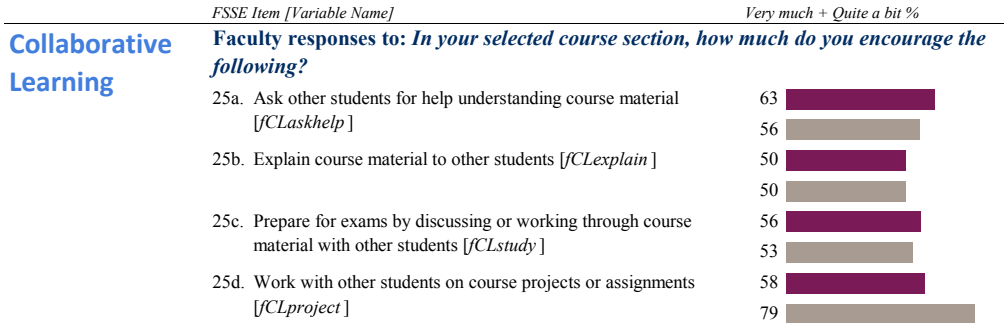 FSSE Item [Variable Name] Very much + Quite a bit %
Collaborative
Learning
Faculty responses to: In your selected course section, how much do you encourage the
following?
25a. Ask other students for help understanding course material
[fCLaskhelp ]
63
56
25b. Explain course material to other students [fCLexplain ]
50
50
25c. Prepare for exams by discussing or working through course
material with other students [fCLstudy ]
56
53
25d. Work with other students on course projects or assignments
[fCLproject ]
58
79